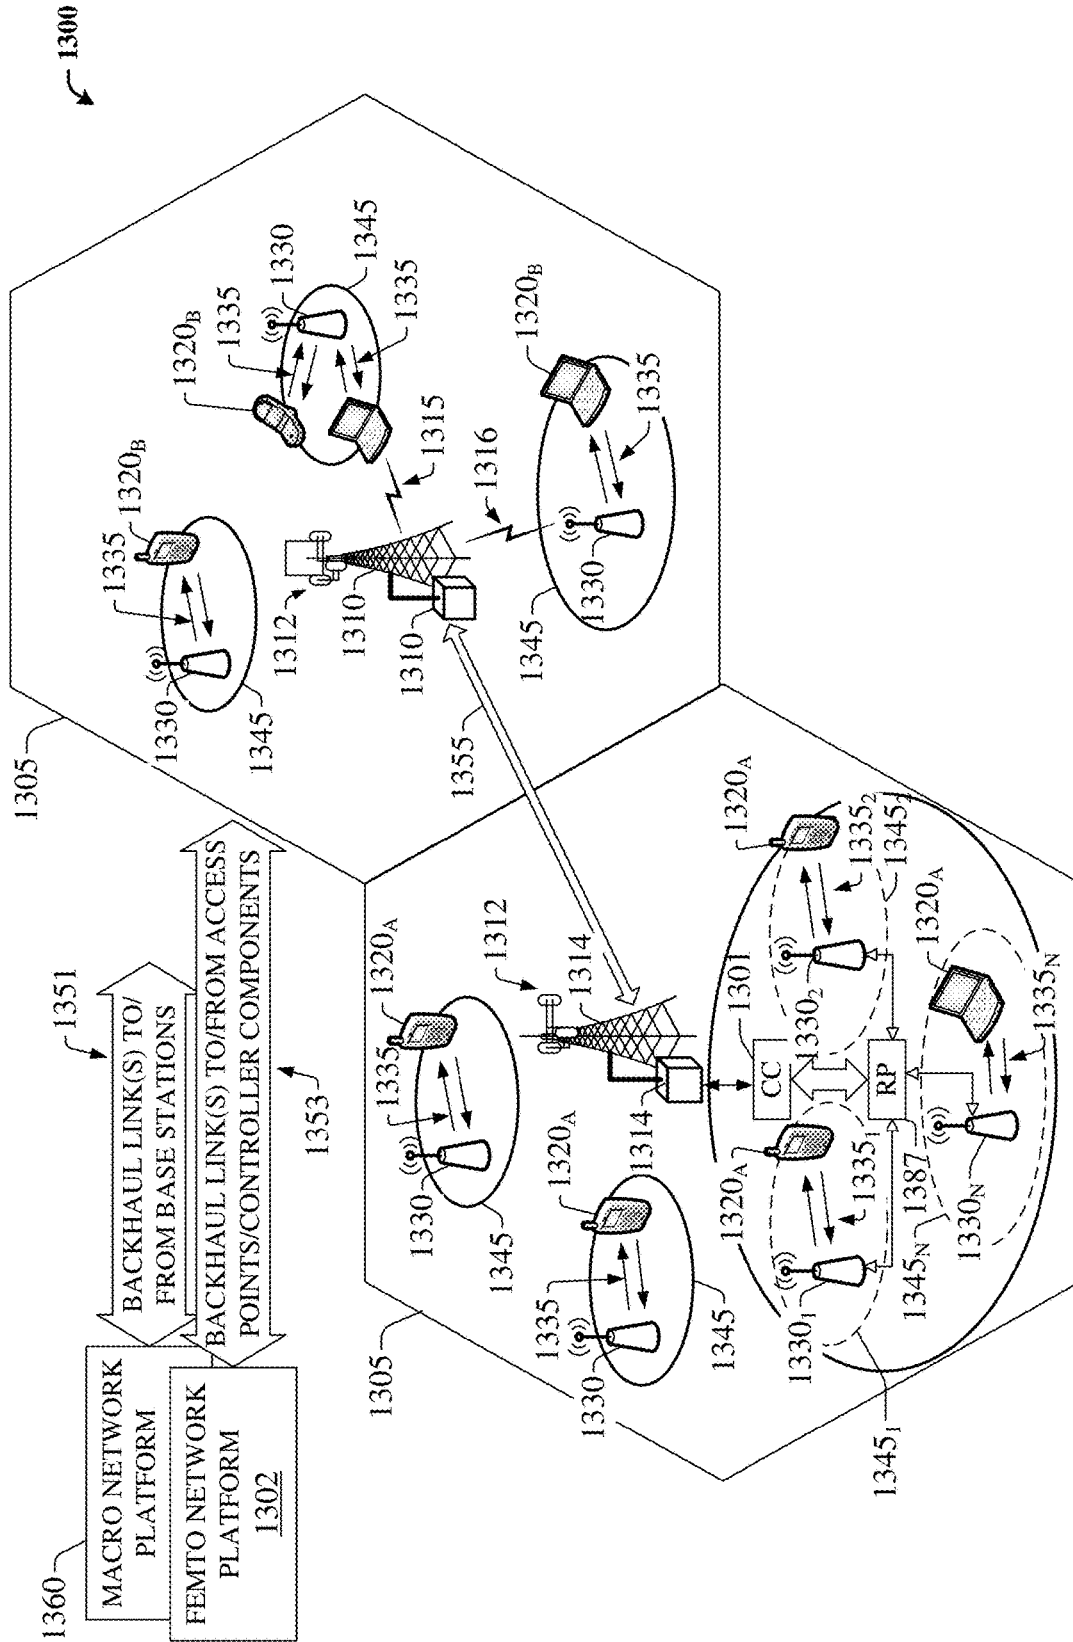 1300
1360
MACRO NETWORK
PLATFORM
FEMTO NETWORK
PLATFORM
1302
1351
BACKHAUL LINK(S) TO/
FROM BASE STATIONS
BACKHAUL LINK(S) TO/FROM ACCESS
POINTS/CONTROLLER COMPONENTS
1353
1305
1330
1335
1320B
1345
1320B
1335
1330
1345
1335
1312
1315
1310
1310
1316
1320B
1345
1330
1335
1355
1305
1330
1335
1320A
1345
1312
1314
1314
1330
1335
1320A
1345
1301
CC
RP
1387
1320A
1330₁
1335₁
1345₁
1320A
1330₂
1335₂
1345₂
1320A
1330N
1335N
1345N